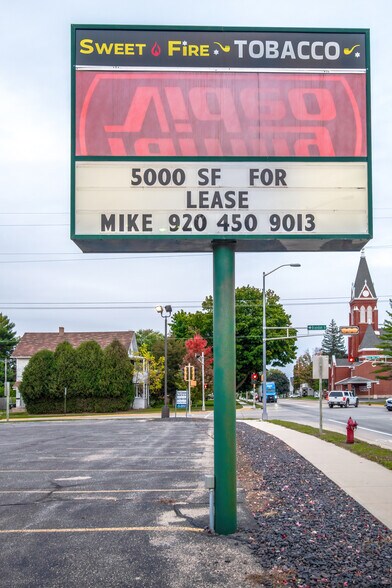 SWEET FIRE TOBACCO
5000 SF FOR
LEASE
MIKE 920 450 9013